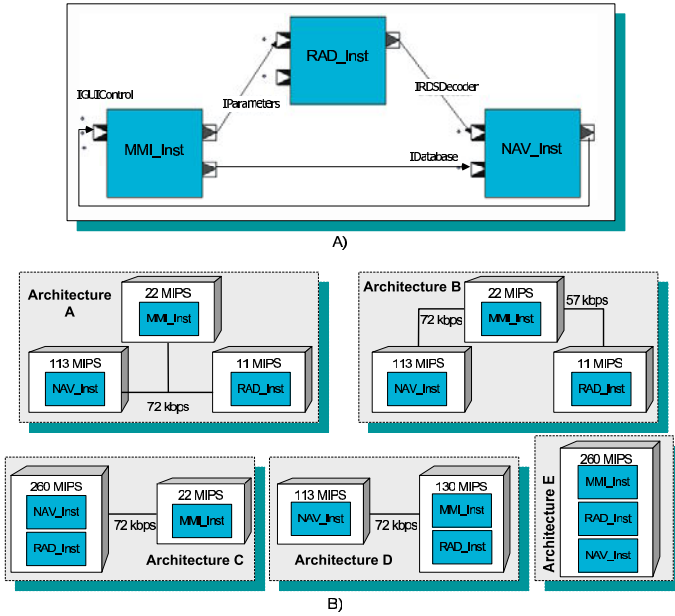 RAD_Inst
IGUIControl
IParameters
IRDSDecoder
MMI_Inst
IDatabase
NAV_Inst
A)
Architecture
A
22 MIPS
MMI_Inst
113 MIPS
NAV_Inst
11 MIPS
RAD_Inst
72 kbps
Architecture B
22 MIPS
MMI_Inst
57 kbps
72 kbps
113 MIPS
NAV_Inst
11 MIPS
RAD_Inst
260 MIPS
NAV_Inst
RAD_Inst
72 kbps
22 MIPS
MMI_Inst
Architecture C
113 MIPS
NAV_Inst
72 kbps
130 MIPS
MMI_Inst
RAD_Inst
Architecture D
260 MIPS
MMI_Inst
RAD_Inst
NAV_Inst
Architecture E
B)